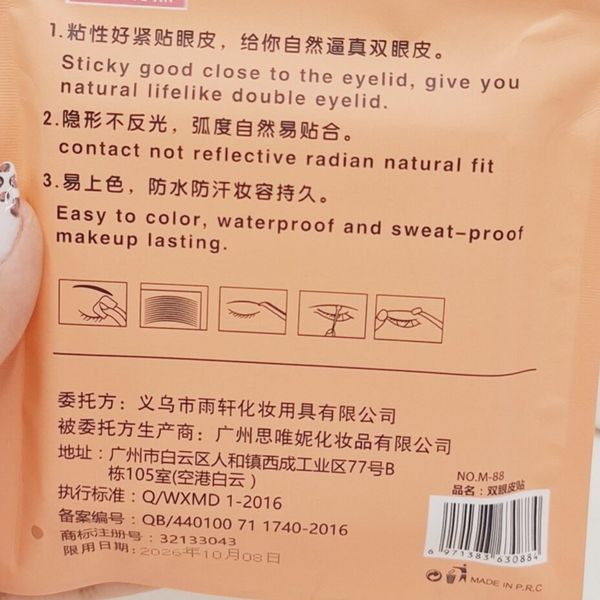 1.粘性好紧贴眼皮，给你自然逼真双眼皮。
Sticky good close to the eyelid, give you
natural lifelike double eyelid.
2.隐形不反光，弧度自然易贴合。
contact not reflective radian natural fit
3.易上色，防水防汗妆容持久。
Easy to color, waterproof and sweat-proof
makeup lasting.
委托方：义乌市雨轩化妆用具有限公司
被委托方生产商：广州思唯妮化妆品有限公司
地址：广州市白云区人和镇西成工业区77号B
栋105室(空港白云）
执行标准：Q/WXMD 1-2016
备案编号：QB/440100 71 1740-2016
商标注册号：32133043
限用日期：2026年10月08日
NO.M-88
品名：双眼皮贴
6 971383 630884
MADE IN P.R.C